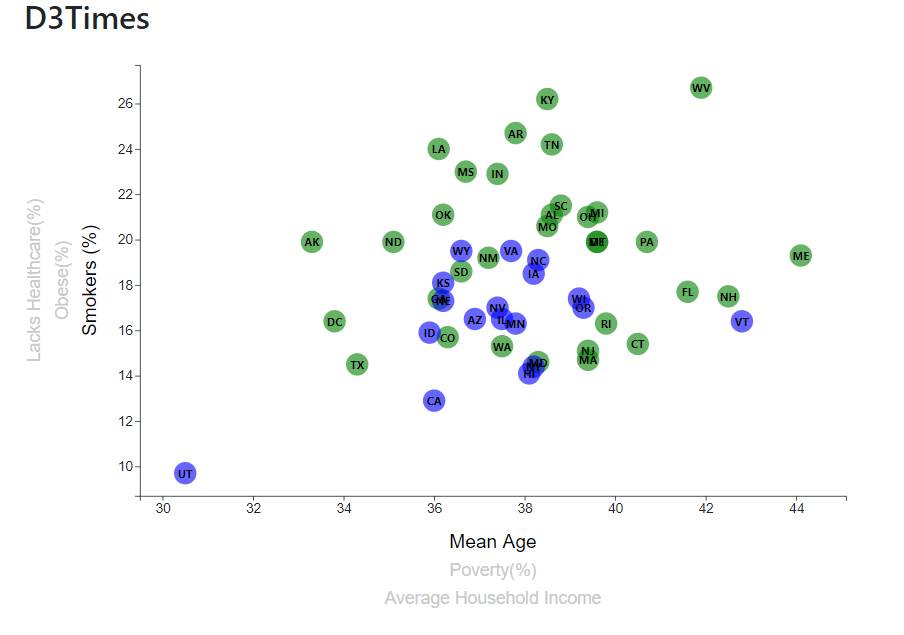 D3Times
26
24
22
20
18
16
14
12
10
Lacks Healthcare(%)
Obese(%)
Smokers (%)
WV
KY
AR
TN
LA
MS
IN
OK
SC
AL
MO
OH
MI
AK
ND
WY
VA
NM
NC
SD
IA
PA
ME
KS
NE
WI
OR
FL
NH
VT
DC
AZ
NV
IL
MN
RI
ID
CO
WA
NJ
MA
CT
TX
MD
HI
CA
UT
30 32 34 36 38 40 42 44
Mean Age
Poverty(%)
Average Household Income